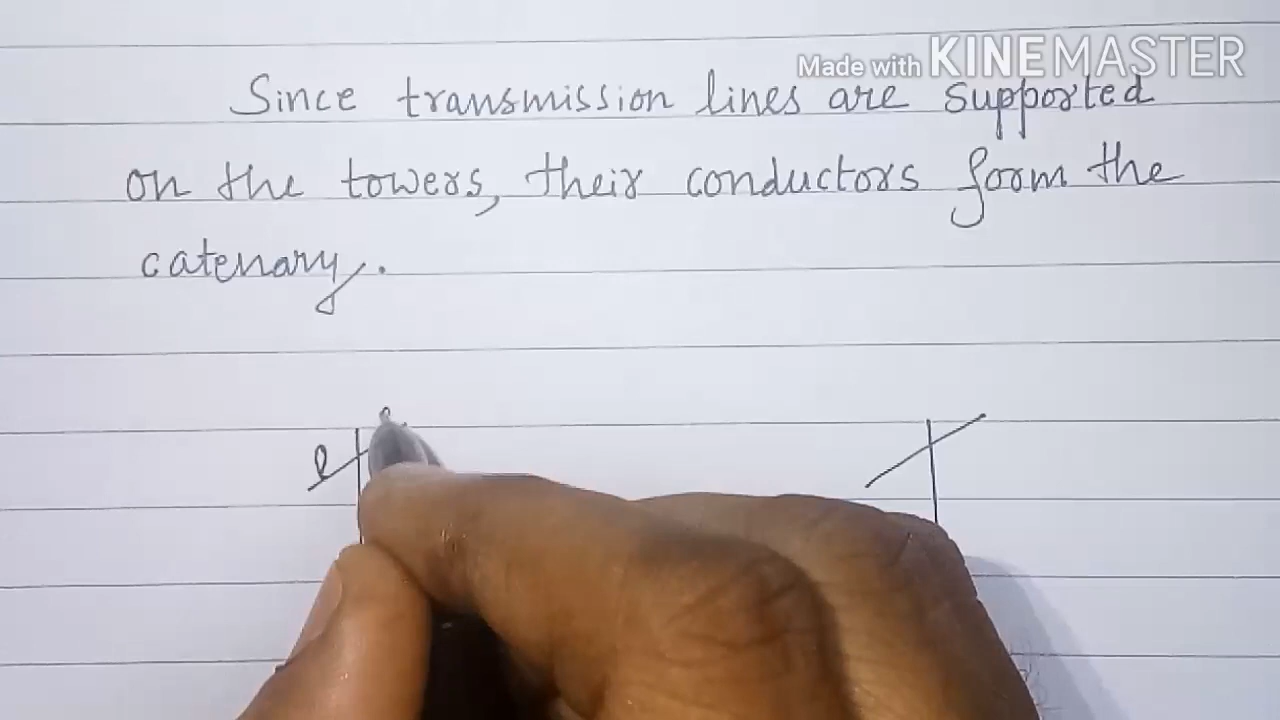 Made with KINEMASTER
Since transmission lines are supported
on the towers, their conductors form the
catenary.